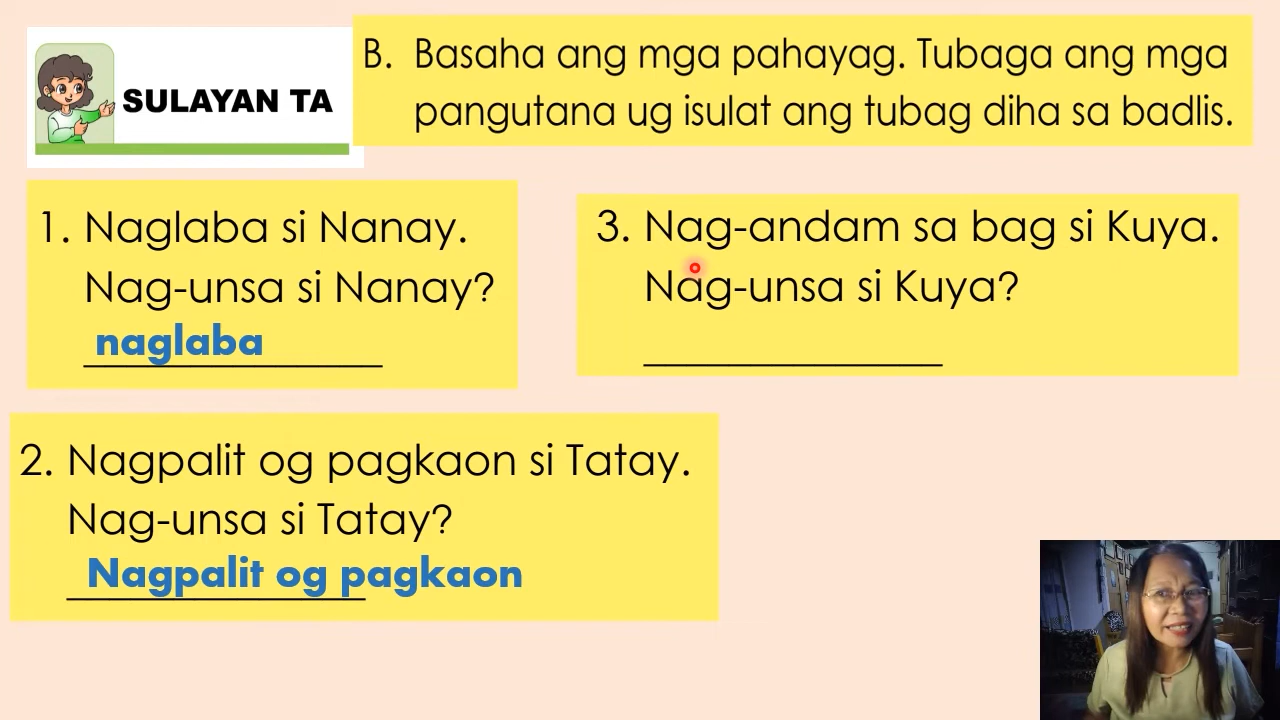 SULAYAN TA
B. Basaha ang mga pahayag. Tubaga ang mga
pangutana ug isulat ang tubag diha sa badlis.
1. Naglaba si Nanay.
Nag-unsa si Nanay?
naglaba
2. Nagpalit og pagkaon si Tatay.
Nag-unsa si Tatay?
Nagpalit og pagkaon
3. Nag-andam sa bag si Kuya.
Nag-unsa si Kuya?